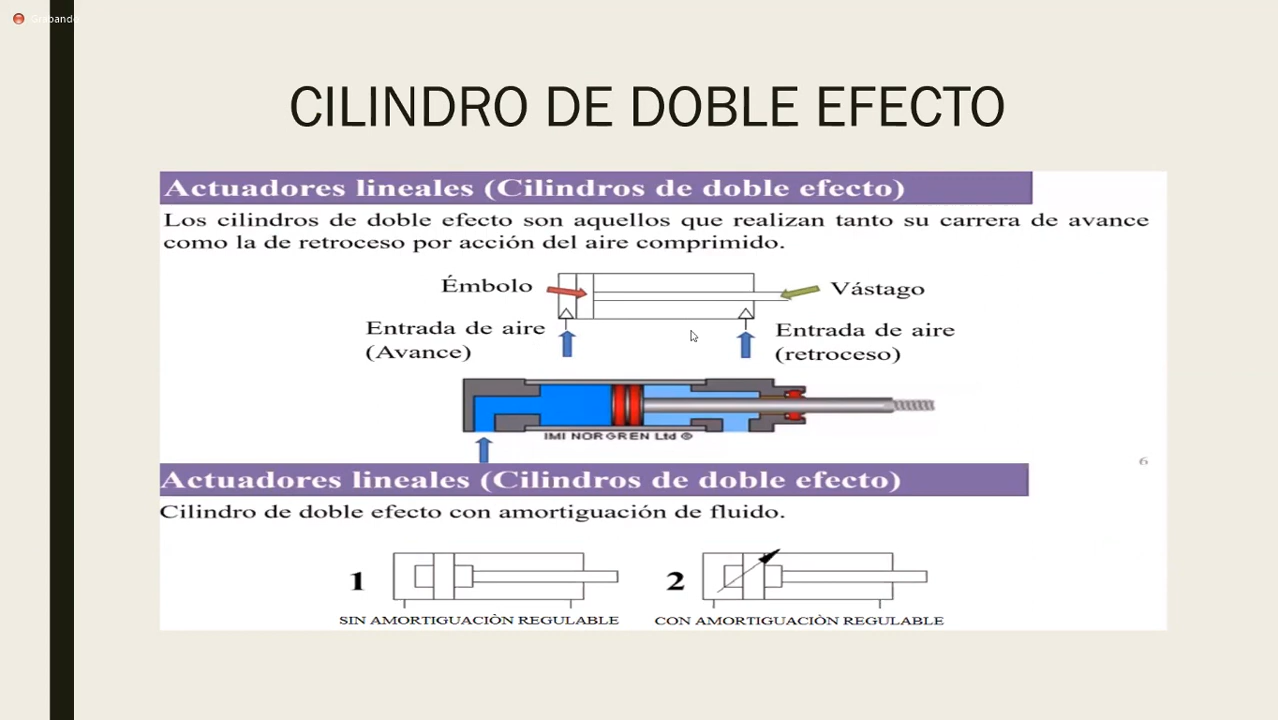 Grabando
CILINDRO DE DOBLE EFECTO
Actuadores lineales (Cilindros de doble efecto)
Los cilindros de doble efecto son aquellos que realizan tanto su carrera de avance
como la de retroceso por acción del aire comprimido.
Émbolo
Vástago
Entrada de aire
(Avance)
Entrada de aire
(retroceso)
IMI NORGREN Ltd ®
6
Actuadores lineales (Cilindros de doble efecto)
Cilindro de doble efecto con amortiguación de fluido.
1
2
SIN AMORTIGUACIÒN REGULABLE
CON AMORTIGUACIÒN REGULABLE